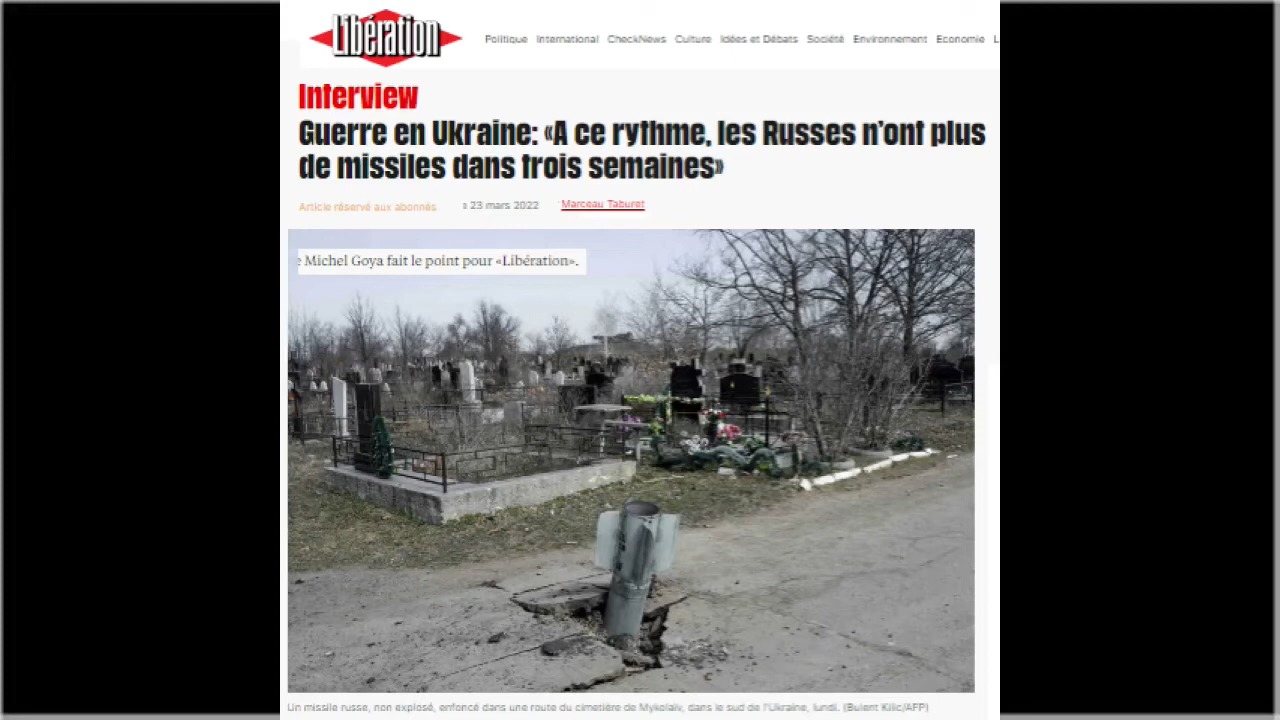 Libération
Politique International CheckNews Culture Idées et Débats Société Environnement Economie L
Interview
Guerre en Ukraine: «A ce rythme, les Russes n'ont plus
de missiles dans trois semaines»
Article réservé aux abonnés 23 mars 2022 Marceau Taburet
e Michel Goya fait le point pour «Libération».
Un missile russe, non explosé, enfoncé dans une route du cimetière de Mykolaïv, dans le sud de l'Ukraine, lundi. (Bulent Kilic/AFP)